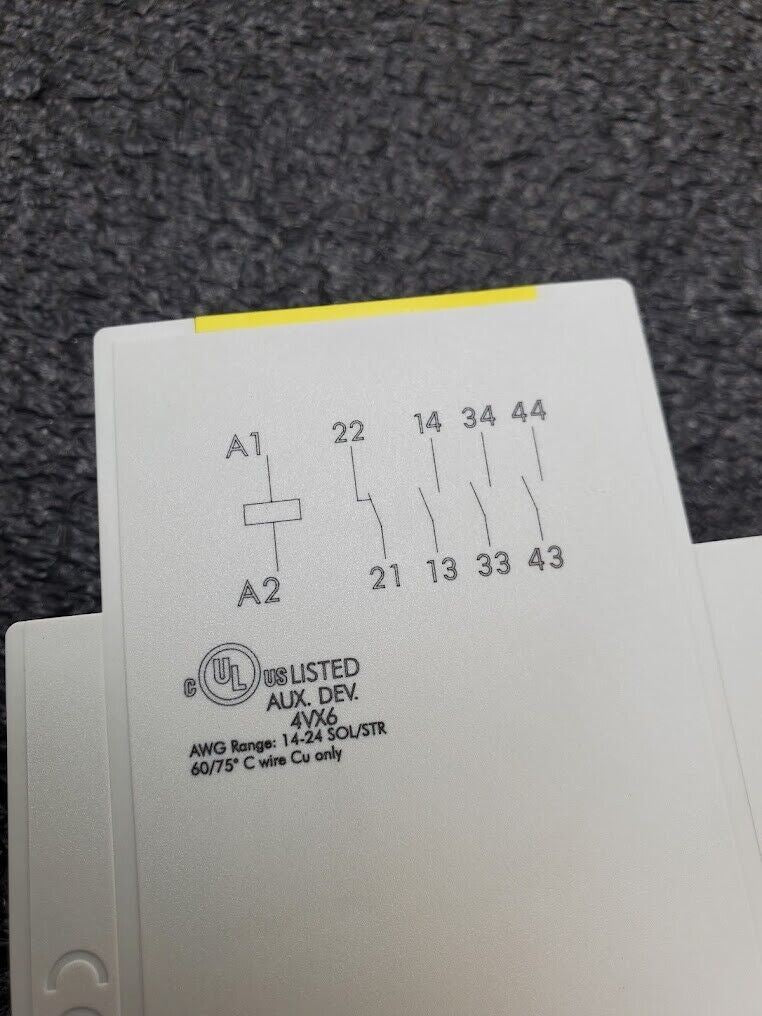 A1 22 14 34 44
A2 21 13 33 43
C UL US LISTED
AUX. DEV.
4VX6
AWG Range: 14-24 SOL/STR
60/75° C wire Cu only